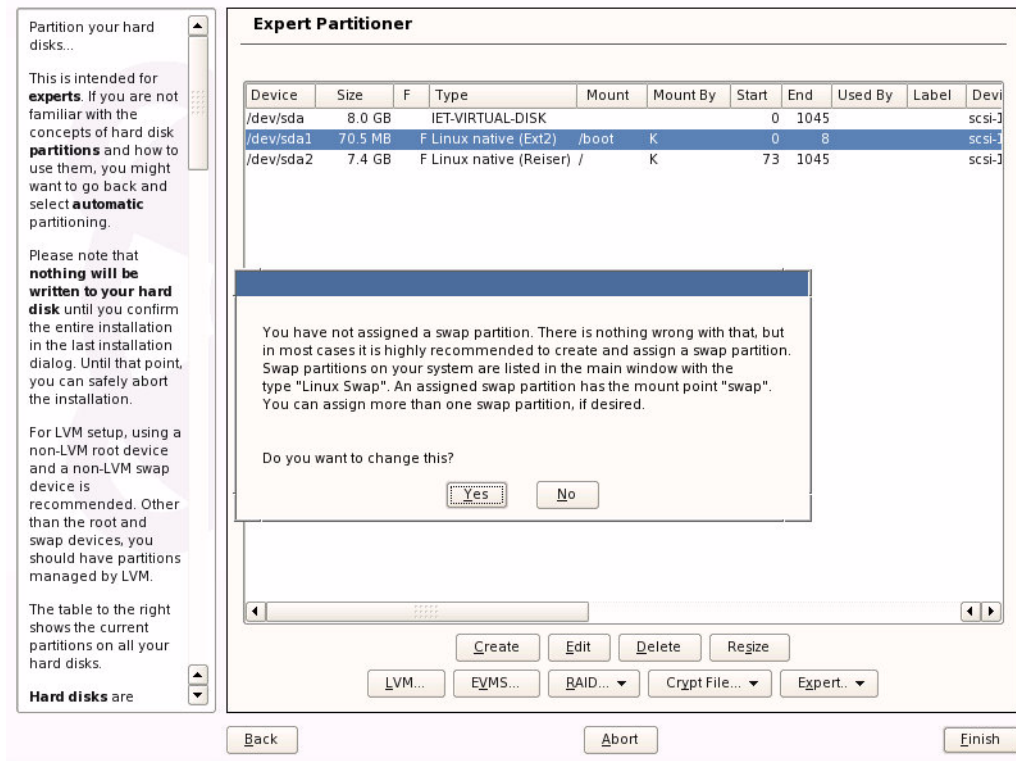 Partition your hard
disks...
This is intended for
experts. If you are not
familiar with the
concepts of hard disk
partitions and how to
use them, you might
want to go back and
select automatic
partitioning.
Please note that
nothing will be
written to your hard
disk until you confirm
the entire installation
in the last installation
dialog. Until that point,
you can safely abort
the installation.
For LVM setup, using a
non-LVM root device
and a non-LVM swap
device is
recommended. Other
than the root and
swap devices, you
should have partitions
managed by LVM.
The table to the right
shows the current
partitions on all your
hard disks.
Hard disks are
Expert Partitioner
Device Size F Type Mount Mount By Start End Used By Label Devi
/dev/sda 8.0 GB IET-VIRTUAL-DISK 0 1045 scsi-1
/dev/sda1 70.5 MB F Linux native (Ext2) /boot K 0 8 scsi-1
/dev/sda2 7.4 GB F Linux native (Reiser) / K 73 1045 scsi-1
You have not assigned a swap partition. There is nothing wrong with that, but
in most cases it is highly recommended to create and assign a swap partition.
Swap partitions on your system are listed in the main window with the
type "Linux Swap". An assigned swap partition has the mount point "swap".
You can assign more than one swap partition, if desired.
Do you want to change this?
Yes No
Create Edit Delete Resize
LVM... EVMS... RAID... Crypt File... Expert..
Back Abort Finish